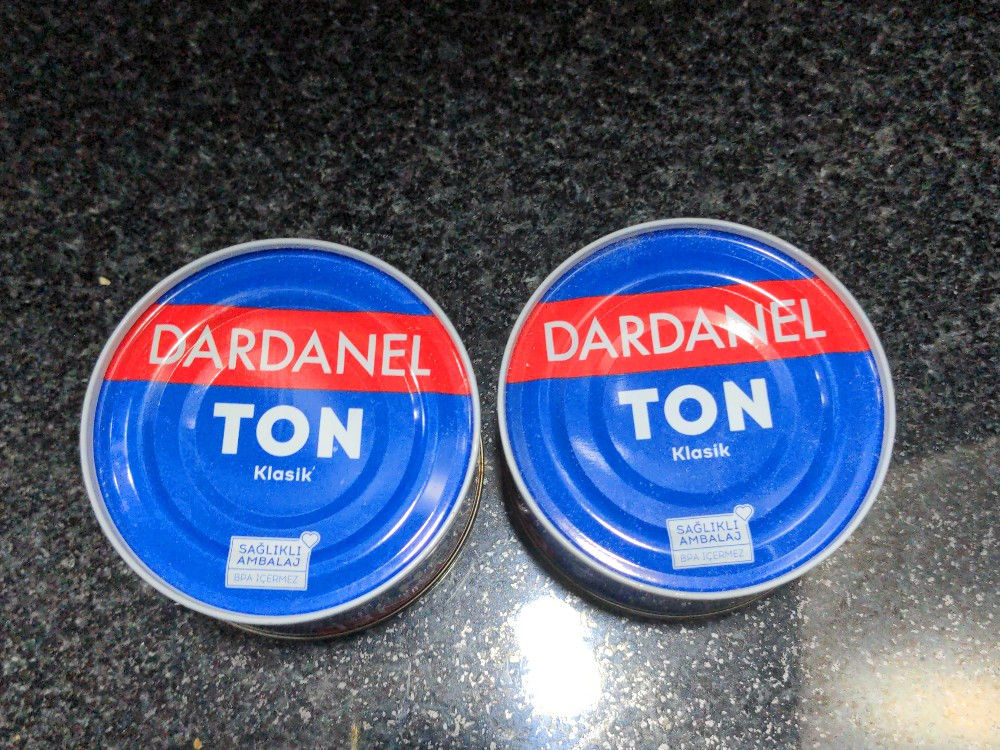 DARDANEL
TON
Klasik
SAĞLIKLI
AMBALAJ
BPA İÇERMEZ
DARDANEL
TON
Klasik
SAĞLIKLI
AMBALAJ
BPA İÇERMEZ